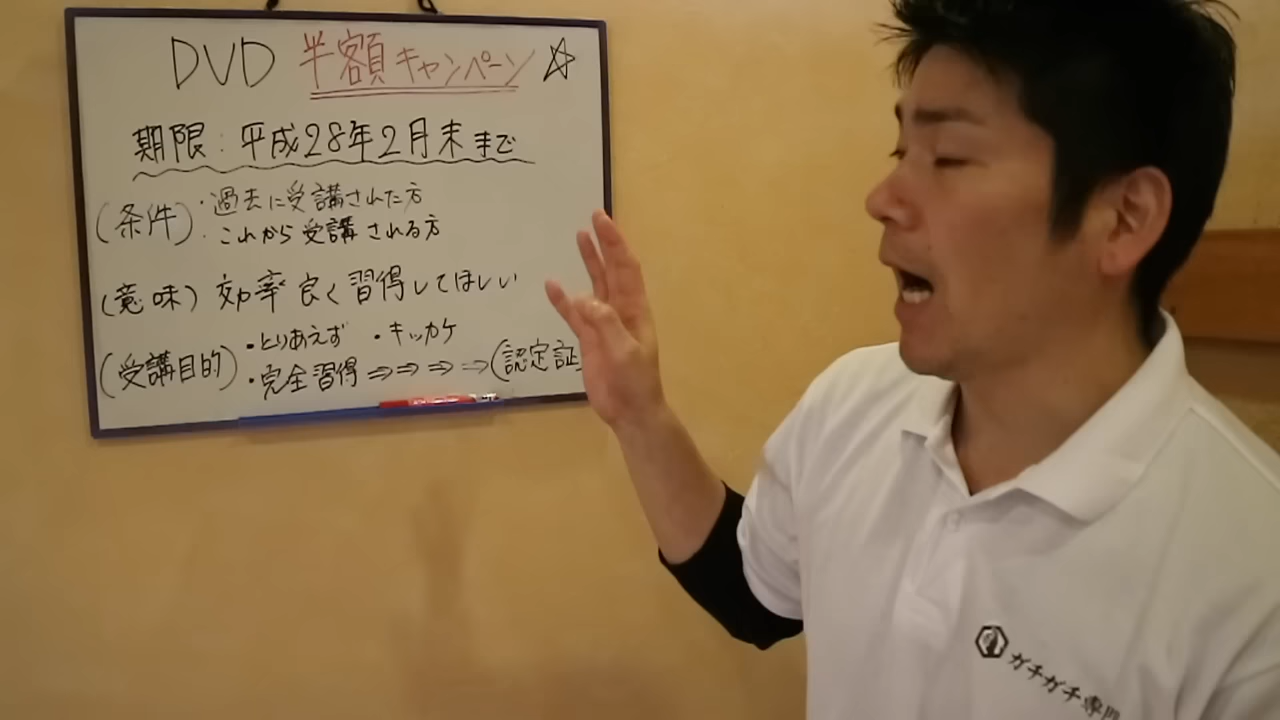 DVD 半額キャンペーン☆
期限:平成28年2月末まで
(条件)・過去に受講された方
・これから受講される方
(意味)効率良く習得してほしい
(受講目的)・とりあえず ・キッカケ
・完全習得⇒⇒⇒⇒(認定証
ガチガチ専門